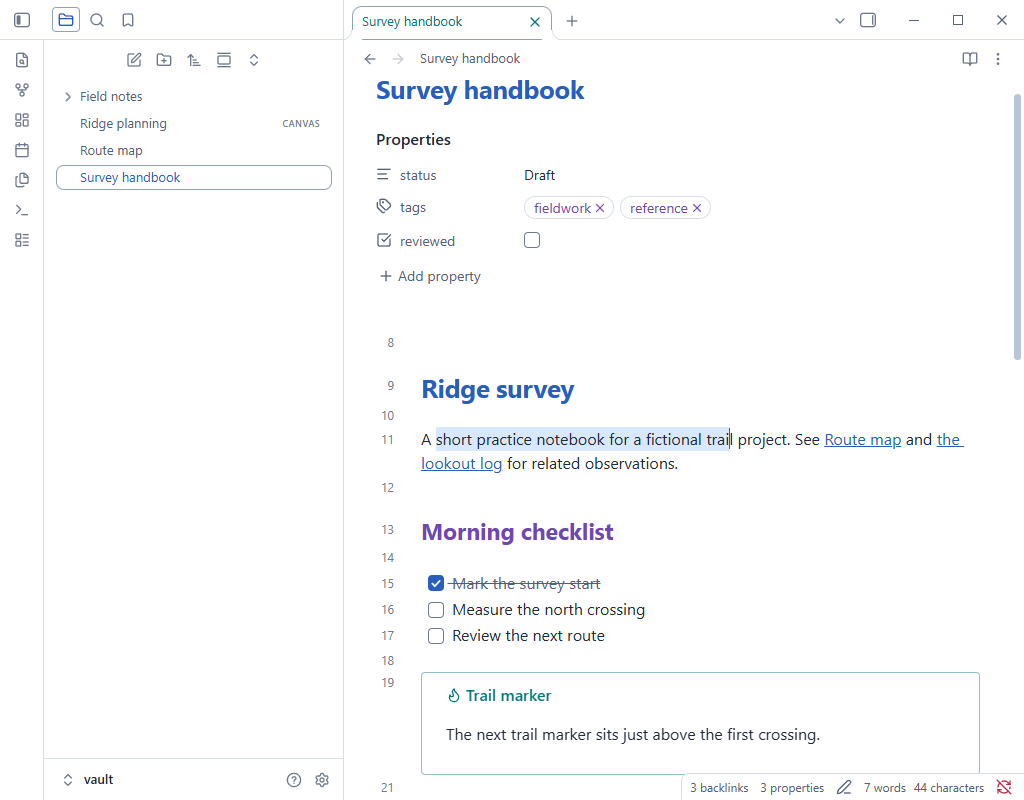 Survey handbook
Survey handbook
Field notes
Ridge planning CANVAS
Route map
Survey handbook
Survey handbook
Properties
status Draft
tags fieldwork reference
reviewed
Add property
8
9 Ridge survey
10
11 A short practice notebook for a fictional trail project. See Route map and the
lookout log for related observations.
12
13 Morning checklist
14
15 Mark the survey start
16 Measure the north crossing
17 Review the next route
18
19 Trail marker
The next trail marker sits just above the first crossing.
21
vault
3 backlinks 3 properties 7 words 44 characters